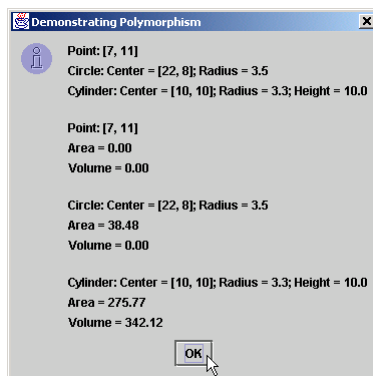 Demonstrating Polymorphism
Point: [7, 11]
Circle: Center = [22, 8]; Radius = 3.5
Cylinder: Center = [10, 10]; Radius = 3.3; Height = 10.0
Point: [7, 11]
Area = 0.00
Volume = 0.00
Circle: Center = [22, 8]; Radius = 3.5
Area = 38.48
Volume = 0.00
Cylinder: Center = [10, 10]; Radius = 3.3; Height = 10.0
Area = 275.77
Volume = 342.12
OK